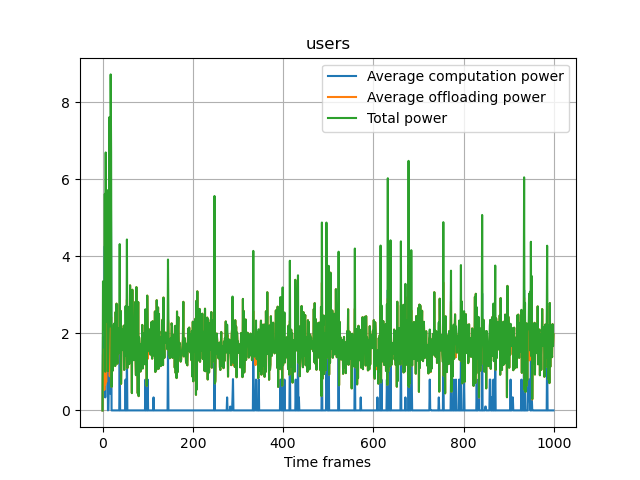 users
Average computation power
Average offloading power
Total power
8
6
4
2
0
0 200 400 600 800 1000
Time frames